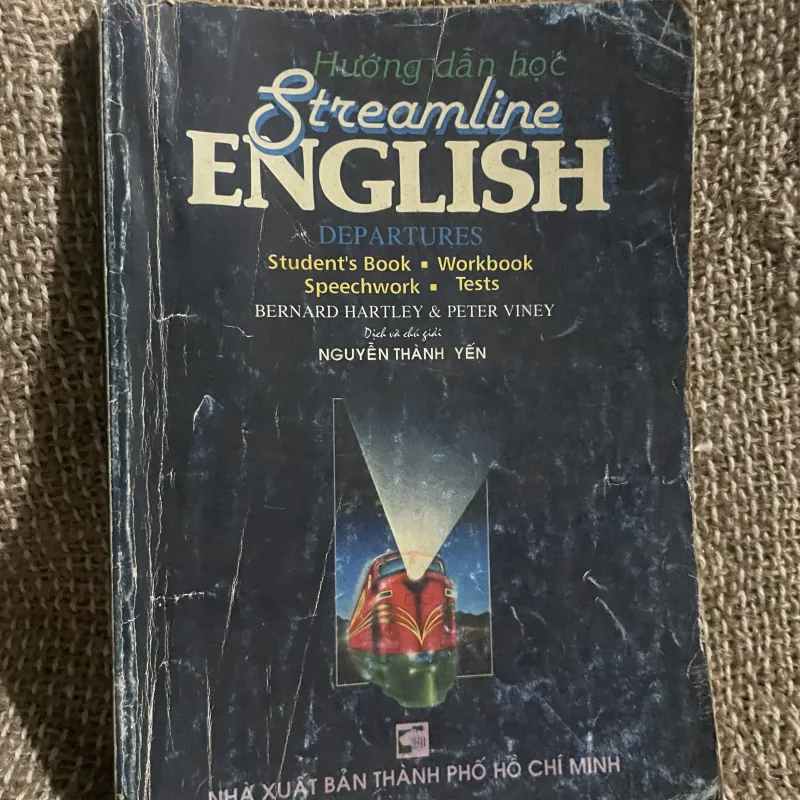 Hướng dẫn học
Streamline
ENGLISH
DEPARTURES
Student's Book ▪ Workbook
Speechwork ▪ Tests
BERNARD HARTLEY & PETER VINEY
Dịch và chú giải
NGUYỄN THÀNH YẾN
NHÀ XUẤT BẢN THÀNH PHỐ HỒ CHÍ MINH